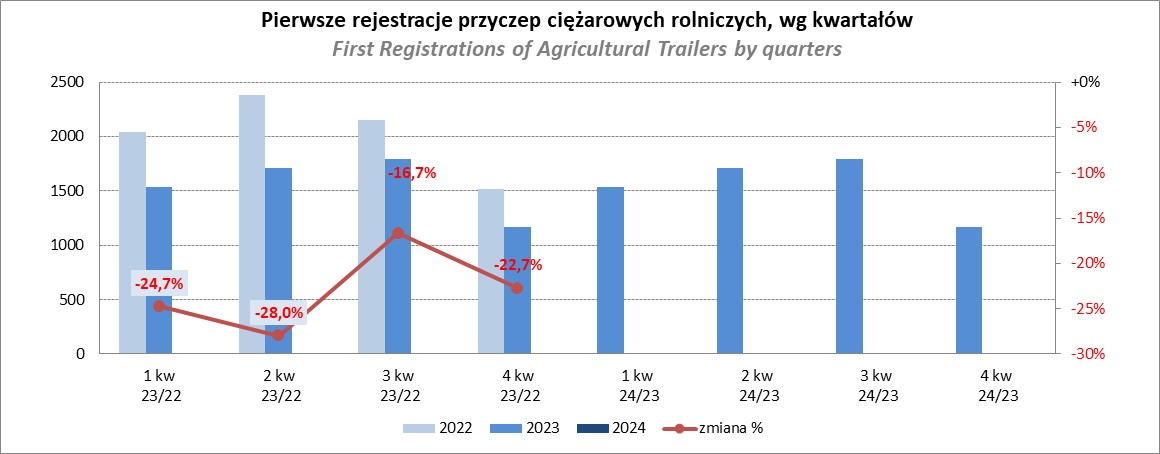 Pierwsze rejestracje przyczep ciężarowych rolniczych, wg kwartałów
First Registrations of Agricultural Trailers by quarters
2500
2000
1500
1000
500
0
+0%
-5%
-10%
-15%
-20%
-25%
-30%
-24,7%
-28,0%
-16,7%
-22,7%
1 kw
23/22
2 kw
23/22
3 kw
23/22
4 kw
23/22
1 kw
24/23
2 kw
24/23
3 kw
24/23
4 kw
24/23
2022
2023
2024
zmiana %